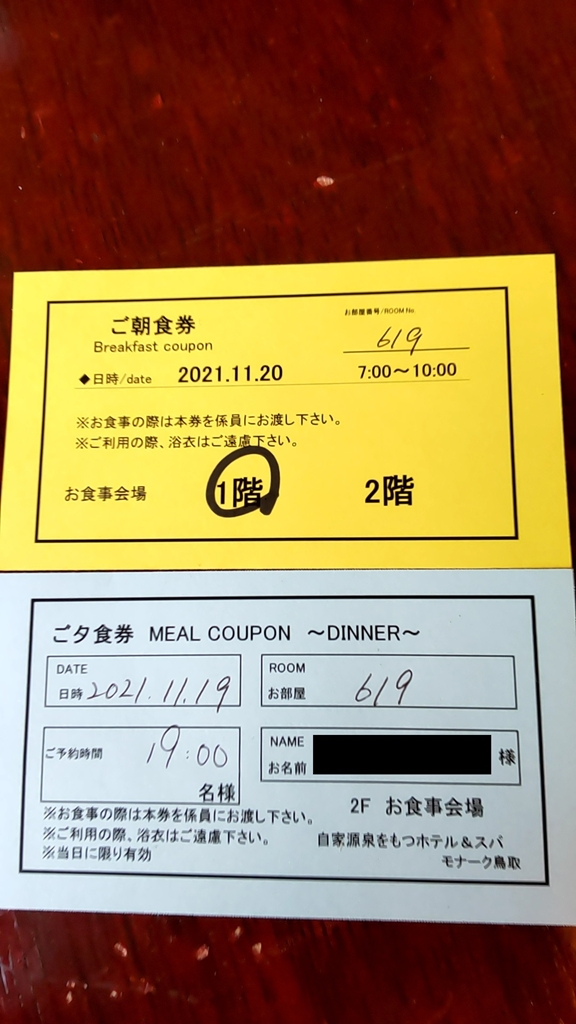 ご朝食券
お部屋番号/ROOM No.
Breakfast coupon
619
◆日時/date 2021.11.20 7:00~10:00
※お食事の際は本券を係員にお渡し下さい。
※ご利用の際、浴衣はご遠慮下さい。
お食事会場 1階 2階
ご夕食券 MEAL COUPON ~DINNER~
DATE
日時 2021.11.19
ROOM
お部屋 619
ご予約時間 19:00
名様
NAME
お名前 様
※お食事の際は本券を係員にお渡し下さい。
※ご利用の際、浴衣はご遠慮下さい。
※当日に限り有効
2F お食事会場
自家源泉をもつホテル&スパ
モナーク鳥取